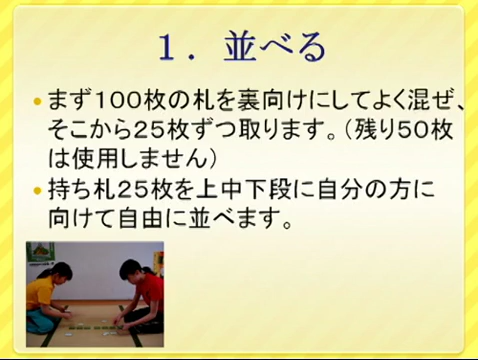 １．並べる
まず１００枚の札を裏向けにしてよく混ぜ、
そこから２５枚ずつ取ります。（残り５０枚
は使用しません）
持ち札２５枚を上中下段に自分の方に
向けて自由に並べます。